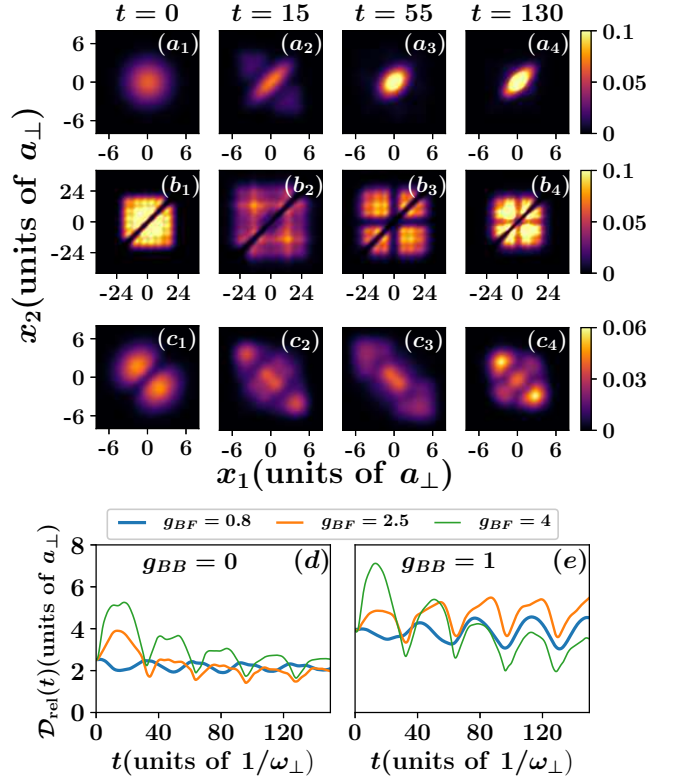 t = 0 t = 15 t = 55 t = 130
(a1) (a2) (a3) (a4)
6 0 -6
-6 0 6 -6 0 6 -6 0 6 -6 0 6
0.1 0.05 0
(b1) (b2) (b3) (b4)
24 0 -24
-24 0 24 -24 0 24 -24 0 24 -24 0 24
0.1 0.05 0
x2(units of a⊥)
(c1) (c2) (c3) (c4)
6 0 -6
-6 0 6 -6 0 6 -6 0 6 -6 0 6
0.06 0.03 0
x1(units of a⊥)
gBF = 0.8 gBF = 2.5 gBF = 4
gBB = 0 (d) gBB = 1 (e)
8 6 4 2 0
Drel(t)(units of a⊥)
0 40 80 120 0 40 80 120
t(units of 1/ω⊥) t(units of 1/ω⊥)